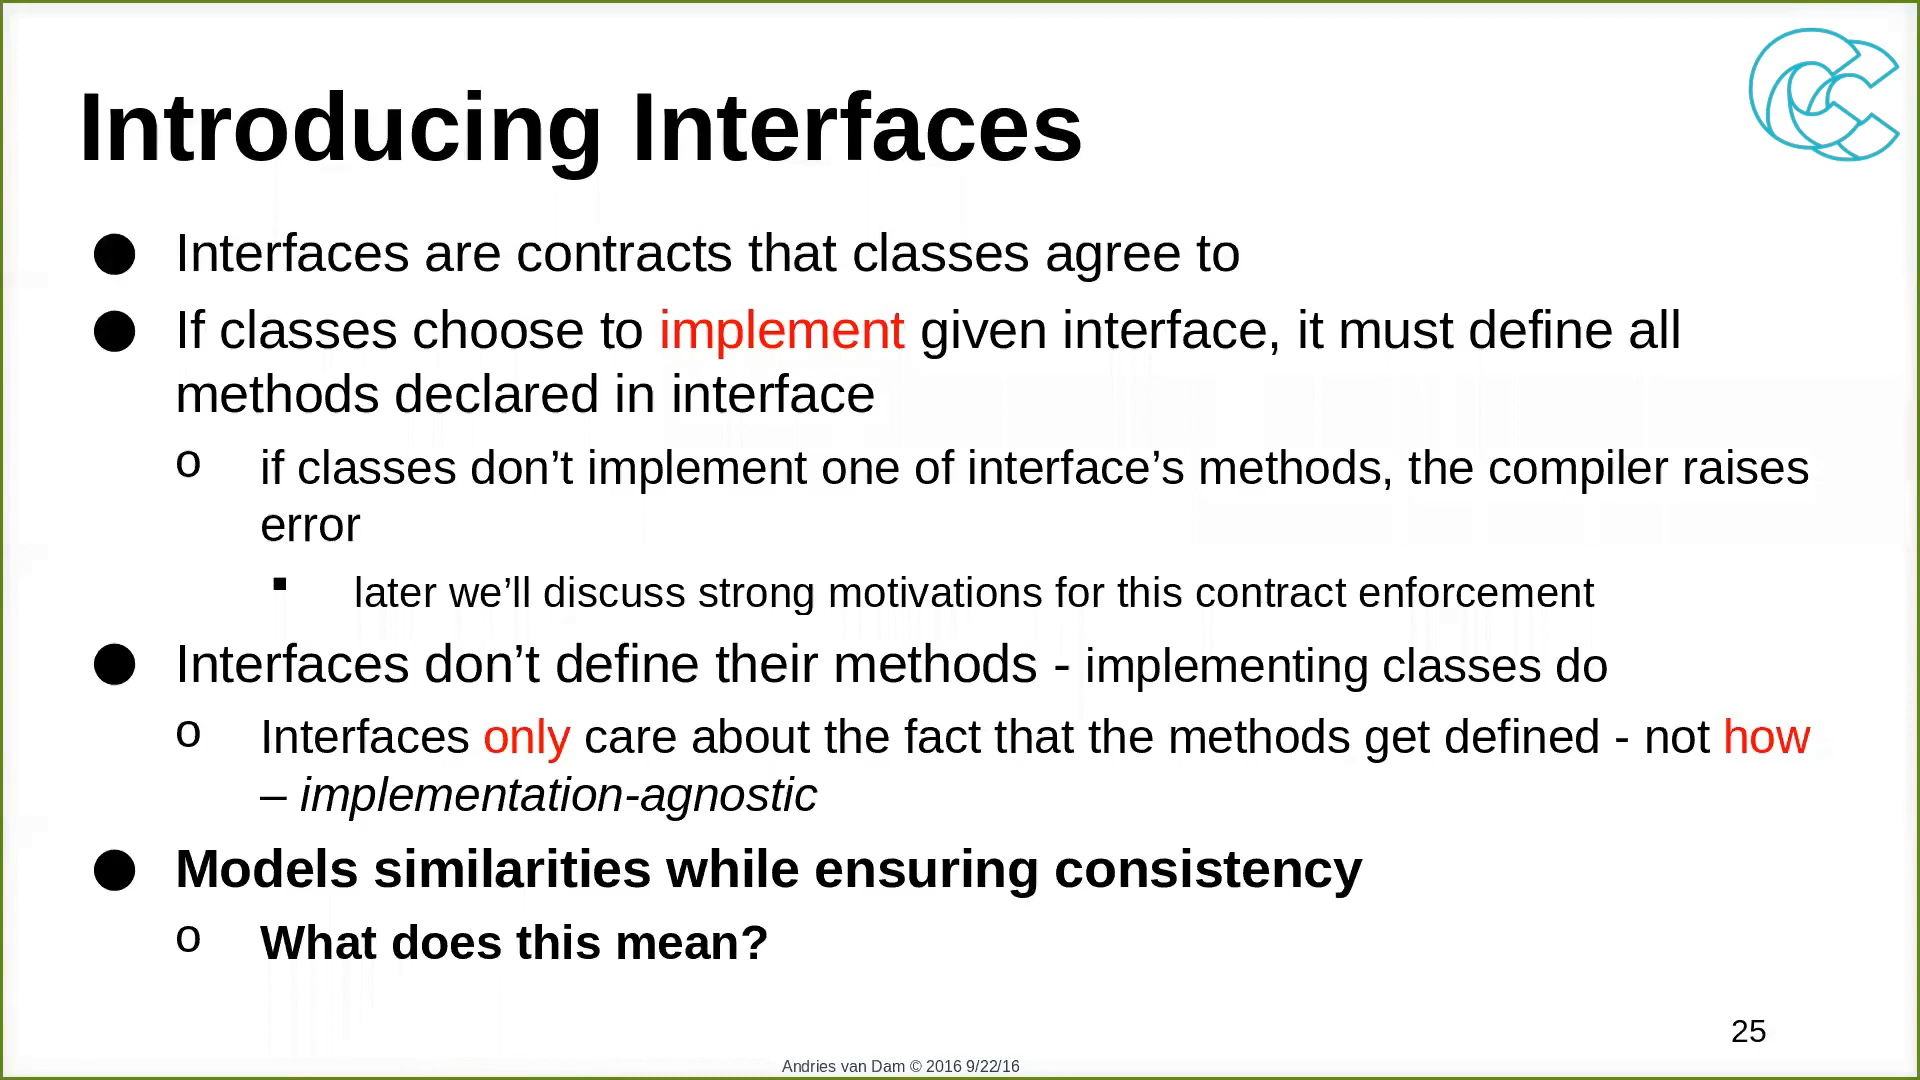 Introducing Interfaces
● Interfaces are contracts that classes agree to
● If classes choose to implement given interface, it must define all
methods declared in interface
o if classes don’t implement one of interface’s methods, the compiler raises
error
▪ later we’ll discuss strong motivations for this contract enforcement
● Interfaces don’t define their methods - implementing classes do
o Interfaces only care about the fact that the methods get defined - not how
– implementation-agnostic
● Models similarities while ensuring consistency
o What does this mean?
25
Andries van Dam © 2016 9/22/16